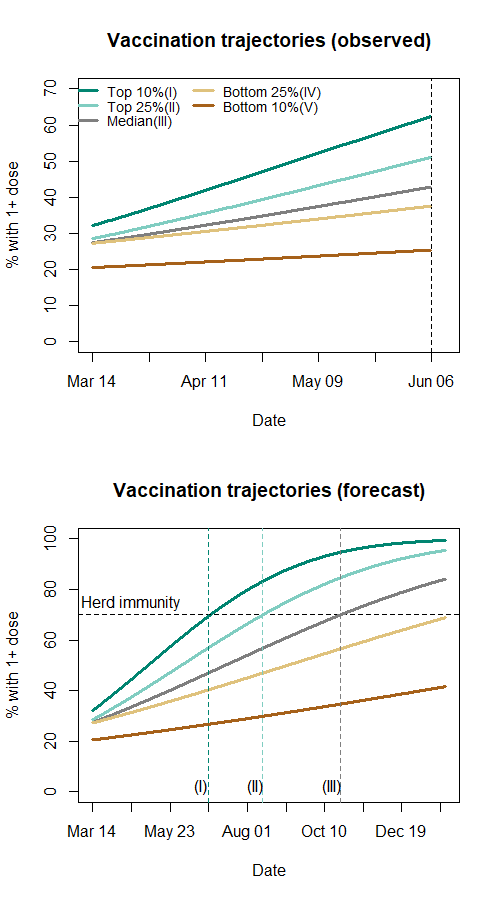 Vaccination trajectories (observed)
% with 1+ dose
70
60
50
40
30
20
10
0
Top 10%(I)
Top 25%(II)
Median(III)
Bottom 25%(IV)
Bottom 10%(V)
Mar 14
Apr 11
May 09
Jun 06
Date
Vaccination trajectories (forecast)
% with 1+ dose
100
80
60
40
20
0
Herd immunity
(I)
(II)
(III)
Mar 14
May 23
Aug 01
Oct 10
Dec 19
Date